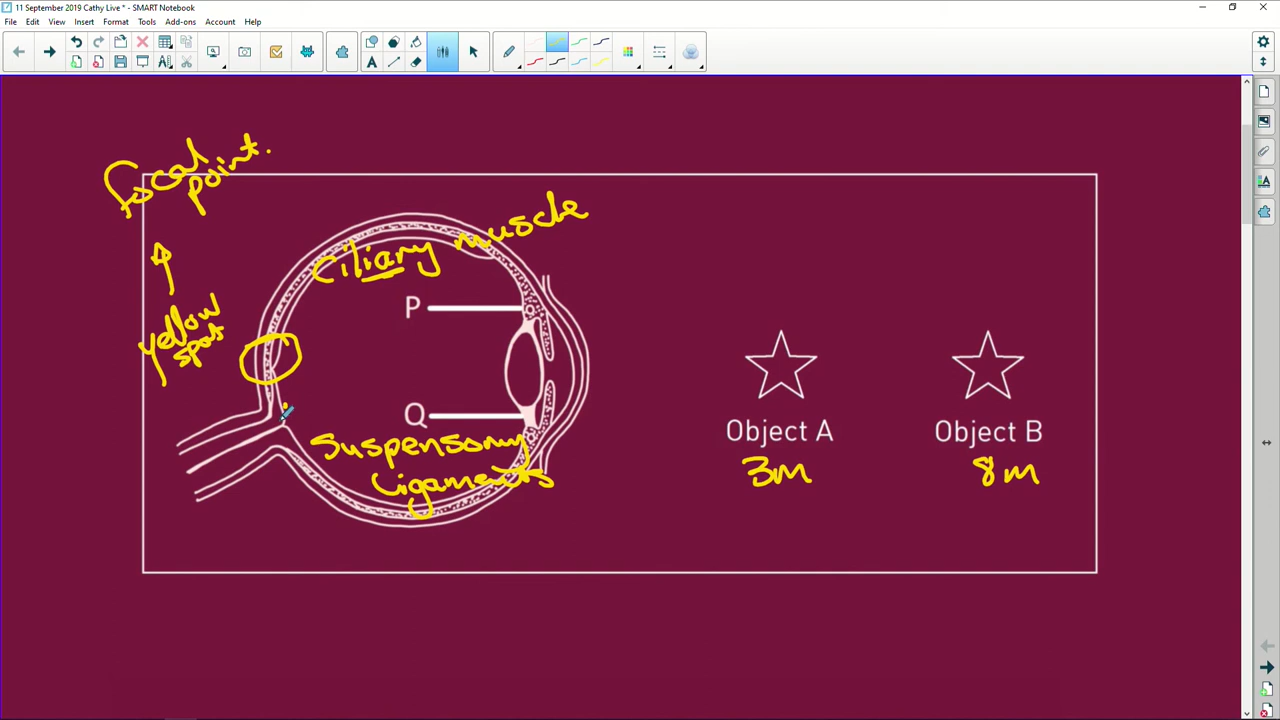 11 September 2019 Cathy Live * - SMART Notebook
File Edit View Insert Format Tools Add-ons Account Help
focal
point.
ciliary muscle
P
yellow
spot
Q
suspensory
ligaments
Object A
Object B
3m
8m